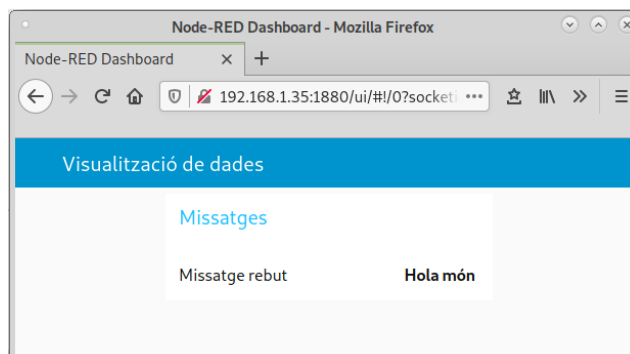 Node-RED Dashboard - Mozilla Firefox
Node-RED Dashboard
192.168.1.35:1880/ui/#!/0?socketi
Visualització de dades
Missatges
Missatge rebut Hola món